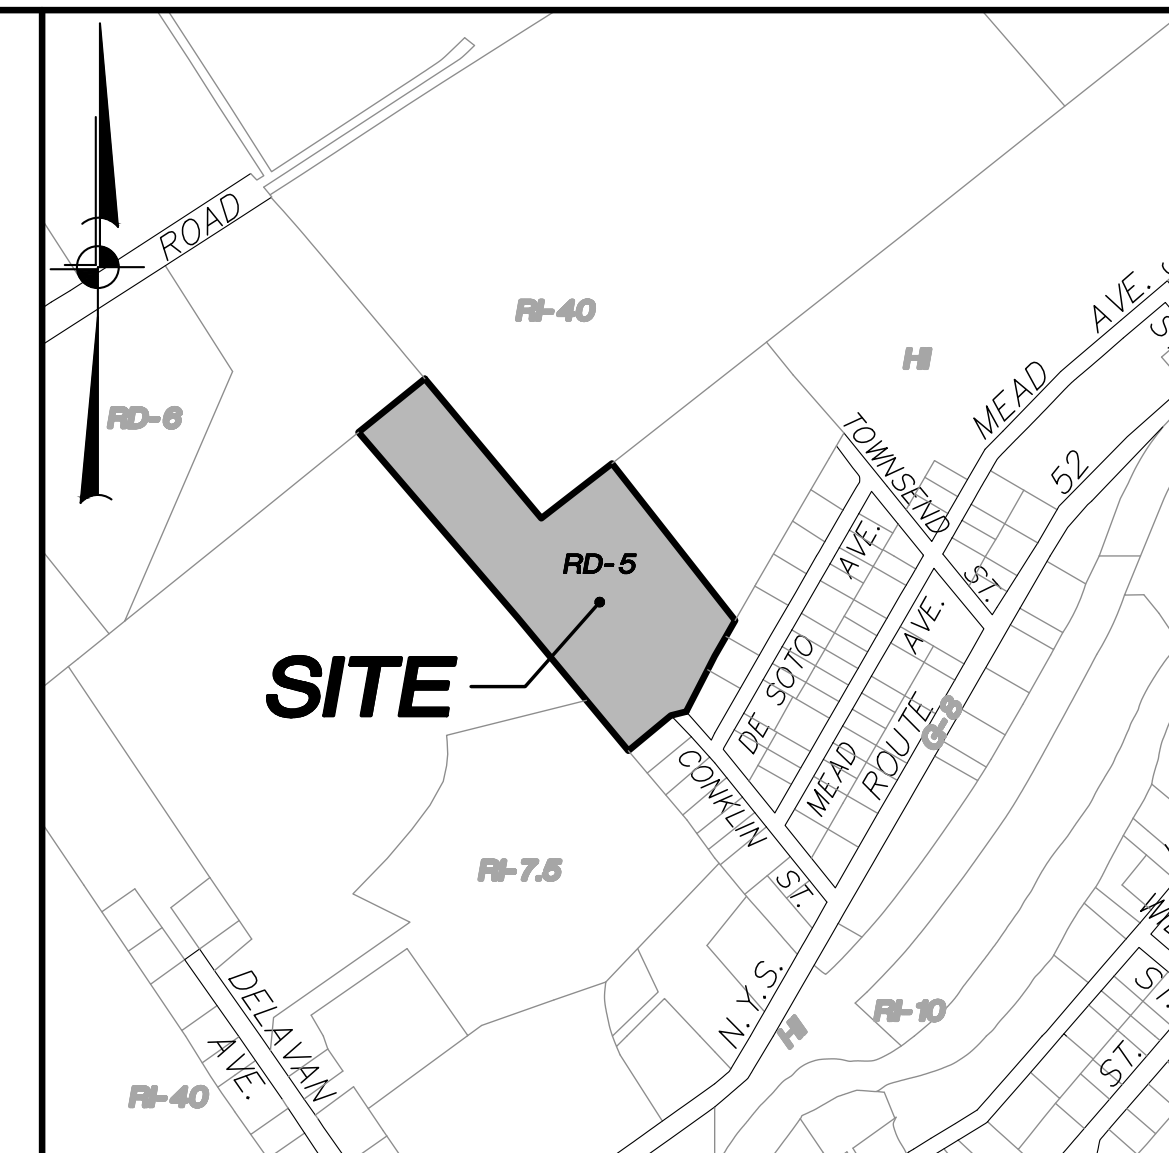 ROAD
RI-40
AVE.
HI
MEAD
RD-6
TOWNSEND
52
RD-5
AVE.
ST.
AVE.
SITE
DE SOTO
ROUTE
G-8
MEAD
CONKLIN
RI-7.5
ST.
DELAVAN
N.Y.S.
ST.
RI-10
HI
AVE.
ST.
RI-40